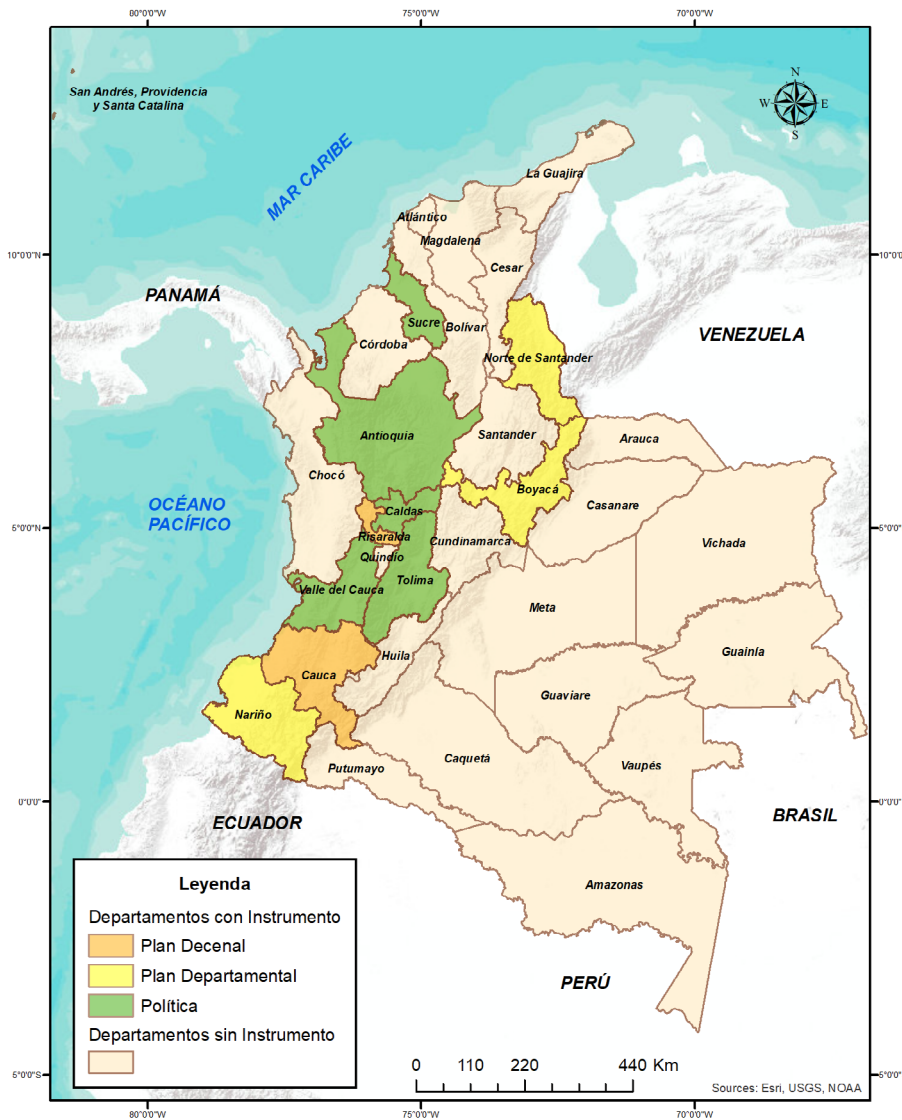 80°0'0"W
75°0'0"W
70°0'0"W
San Andrés, Providencia
y Santa Catalina
N
W
E
S
MAR CARIBE
La Guajira
Atlántico
Magdalena
10°0'0"N
10°0'0"N
Cesar
PANAMÁ
Sucre
Bolívar
VENEZUELA
Córdoba
Norte de Santander
Antioquia
Santander
Arauca
Chocó
Boyacá
Casanare
OCÉANO
PACÍFICO
Caldas
5°0'0"N
5°0'0"N
Risaralda
Cundinamarca
Vichada
Quindío
Tolima
Valle del Cauca
Meta
Huila
Guainía
Cauca
Guaviare
Nariño
Caquetá
Vaupés
Putumayo
0°0'0"
0°0'0"
ECUADOR
BRASIL
Amazonas
Leyenda
Departamentos con Instrumento
Plan Decenal
Plan Departamental
Política
Departamentos sin Instrumento
PERÚ
0 110 220 440 Km
Sources: Esri, USGS, NOAA
5°0'0"S
5°0'0"S
80°0'0"W
75°0'0"W
70°0'0"W